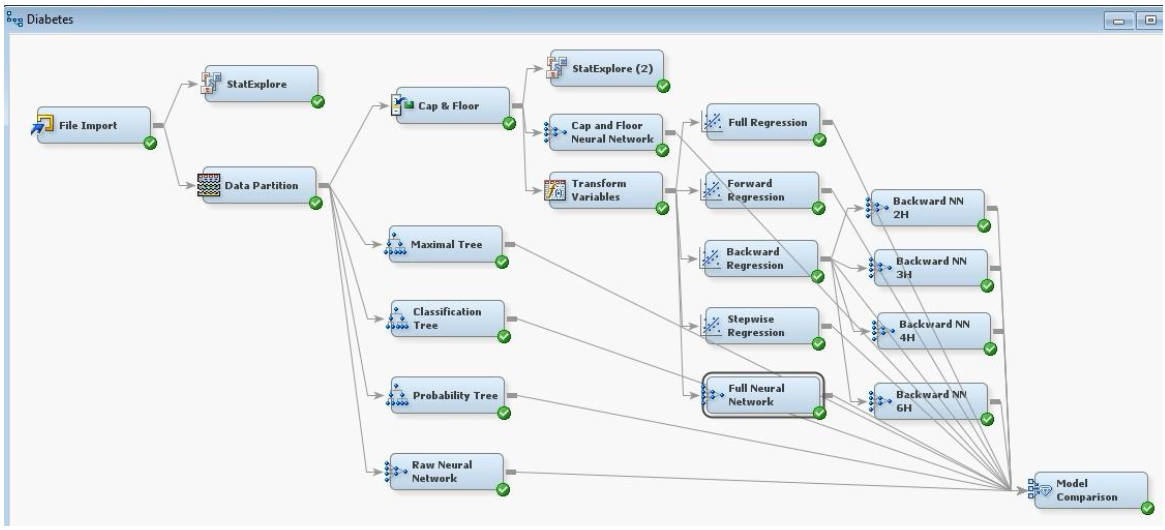 Diabetes
File Import
StatExplore
Data Partition
Cap & Floor
Maximal Tree
Classification
Tree
Probability Tree
Raw Neural
Network
StatExplore (2)
Cap and Floor
Neural Network
Transform
Variables
Full Regression
Forward
Regression
Backward
Regression
Stepwise
Regression
Full Neural
Network
Backward NN
2H
Backward NN
3H
Backward NN
4H
Backward NN
6H
Model
Comparison